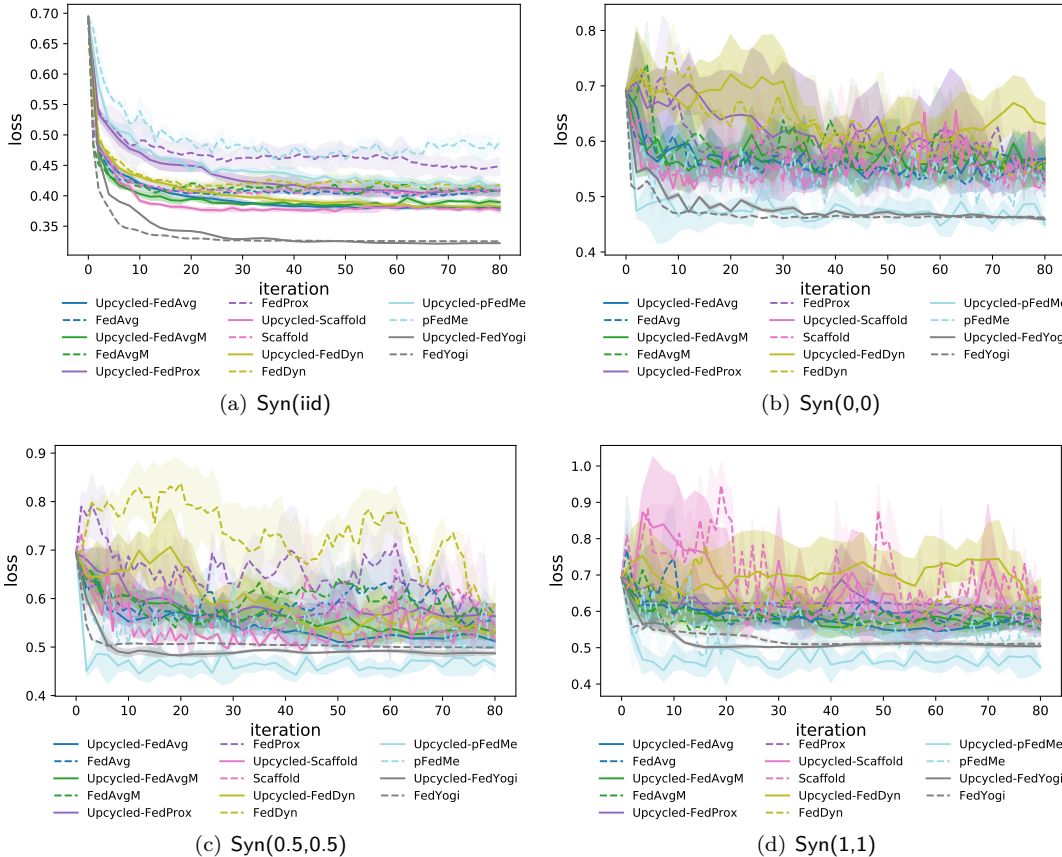 0.70
0.65
0.60
0.55
0.50
0.45
0.40
0.35
loss
0 10 20 30 40 50 60 70 80
iteration
Upcycled-FedAvg FedProx Upcycled-pFedMe
FedAvg Upcycled-Scaffold pFedMe
Upcycled-FedAvgM Scaffold Upcycled-FedYogi
FedAvgM Upcycled-FedDyn FedYogi
Upcycled-FedProx FedDyn
(a) Syn(iid)
0.8
0.7
0.6
0.5
0.4
loss
0 10 20 30 40 50 60 70 80
iteration
Upcycled-FedAvg FedProx Upcycled-pFedMe
FedAvg Upcycled-Scaffold pFedMe
Upcycled-FedAvgM Scaffold Upcycled-FedYogi
FedAvgM Upcycled-FedDyn FedYogi
Upcycled-FedProx FedDyn
(b) Syn(0,0)
0.9
0.8
0.7
0.6
0.5
0.4
loss
0 10 20 30 40 50 60 70 80
iteration
Upcycled-FedAvg FedProx Upcycled-pFedMe
FedAvg Upcycled-Scaffold pFedMe
Upcycled-FedAvgM Scaffold Upcycled-FedYogi
FedAvgM Upcycled-FedDyn FedYogi
Upcycled-FedProx FedDyn
(c) Syn(0.5,0.5)
1.0
0.9
0.8
0.7
0.6
0.5
0.4
loss
0 10 20 30 40 50 60 70 80
iteration
Upcycled-FedAvg FedProx Upcycled-pFedMe
FedAvg Upcycled-Scaffold pFedMe
Upcycled-FedAvgM Scaffold Upcycled-FedYogi
FedAvgM Upcycled-FedDyn FedYogi
Upcycled-FedProx FedDyn
(d) Syn(1,1)